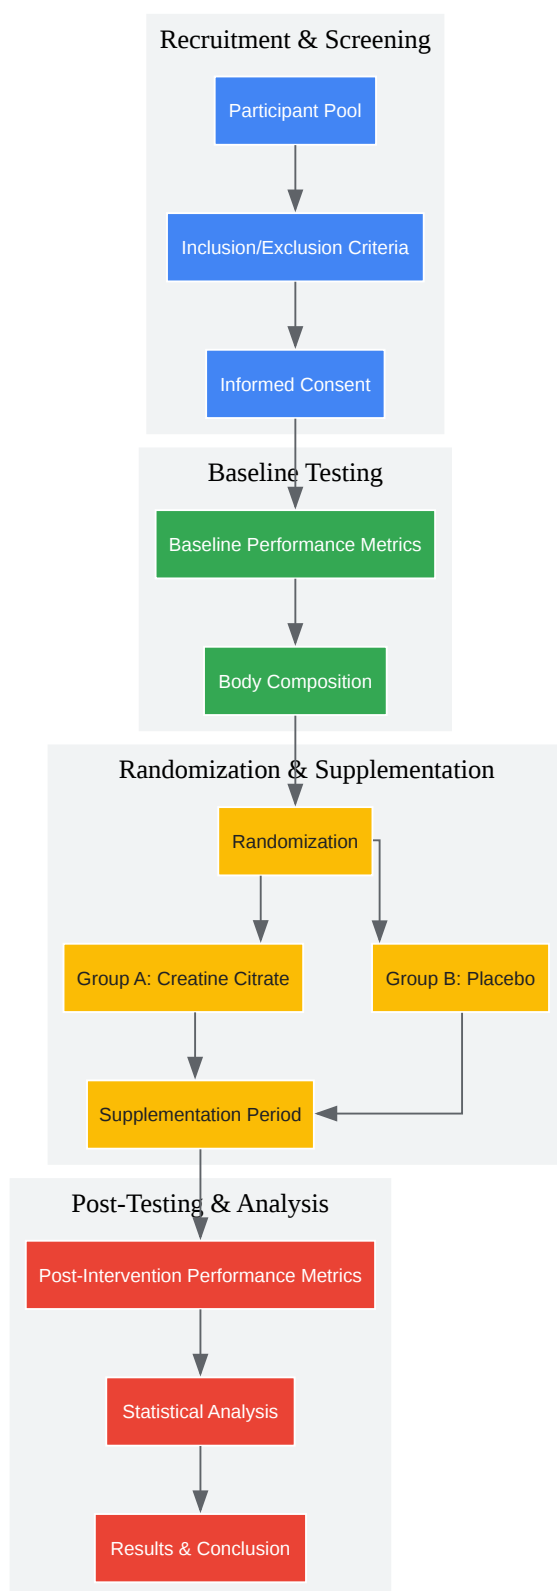 Recruitment & Screening
Participant Pool
Inclusion/Exclusion Criteria
Informed Consent
Baseline Testing
Baseline Performance Metrics
Body Composition
Randomization & Supplementation
Randomization
Group A: Creatine Citrate
Group B: Placebo
Supplementation Period
Post-Testing & Analysis
Post-Intervention Performance Metrics
Statistical Analysis
Results & Conclusion